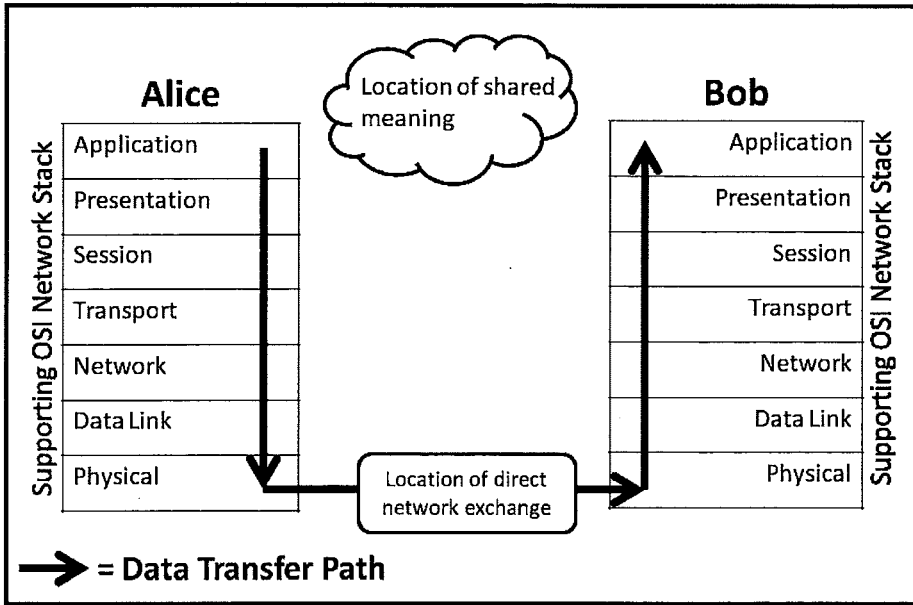 Alice
Location of shared
meaning
Bob
Supporting OSI Network Stack
Application
Presentation
Session
Transport
Network
Data Link
Physical
Location of direct
network exchange
Application
Presentation
Session
Transport
Network
Data Link
Physical
Supporting OSI Network Stack
= Data Transfer Path